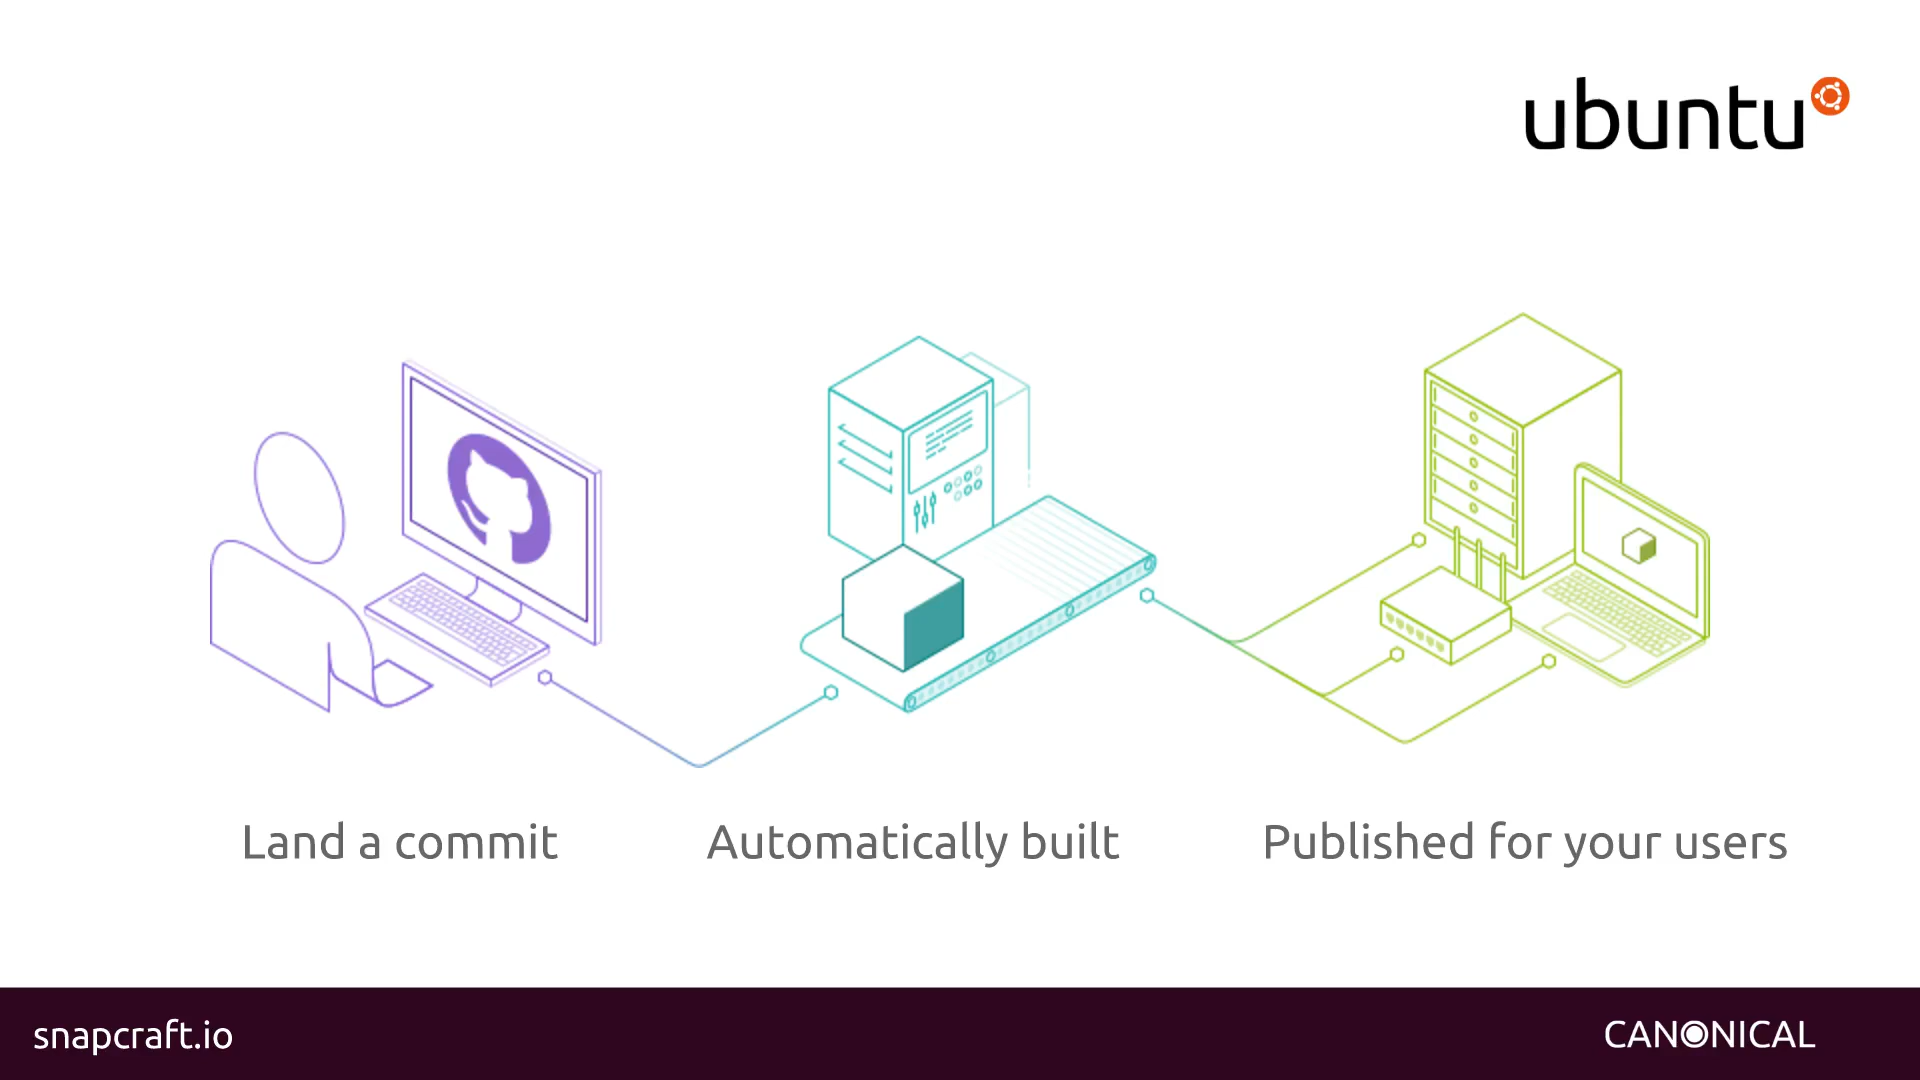 ubuntu
Land a commit
Automatically built
Published for your users
snapcraft.io
CANONICAL